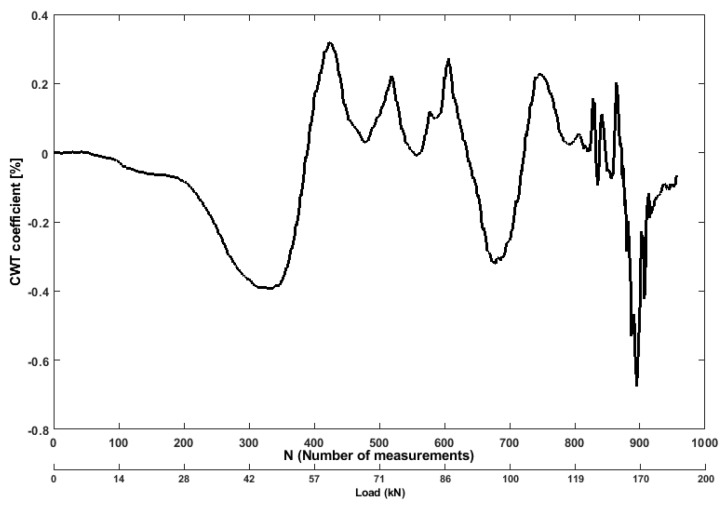 0.4
0.2
0
-0.2
-0.4
-0.6
-0.8
CWT coefficient [%]
0 100 200 300 400 500 600 700 800 900 1000
N (Number of measurements)
0 14 28 42 57 71 86 100 119 170 200
Load (kN)